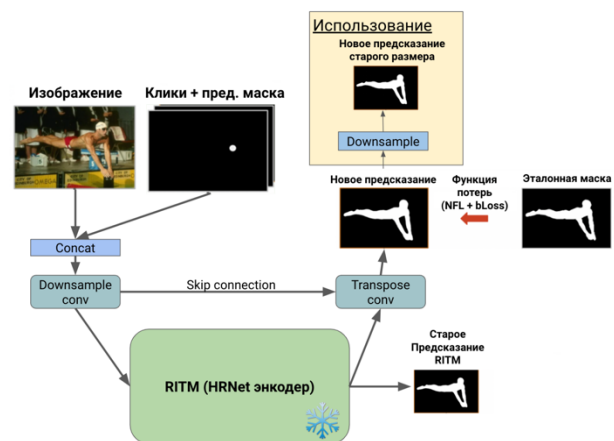 Использование
Новое предсказание
старого размера
Изображение
Клики + пред. маска
Downsample
Новое предсказание
Функция
потерь
(NFL + bLoss)
Эталонная маска
Concat
Downsample
conv
Skip connection
Transpose
conv
RITM (HRNet энкодер)
Старое
Предсказание
RITM